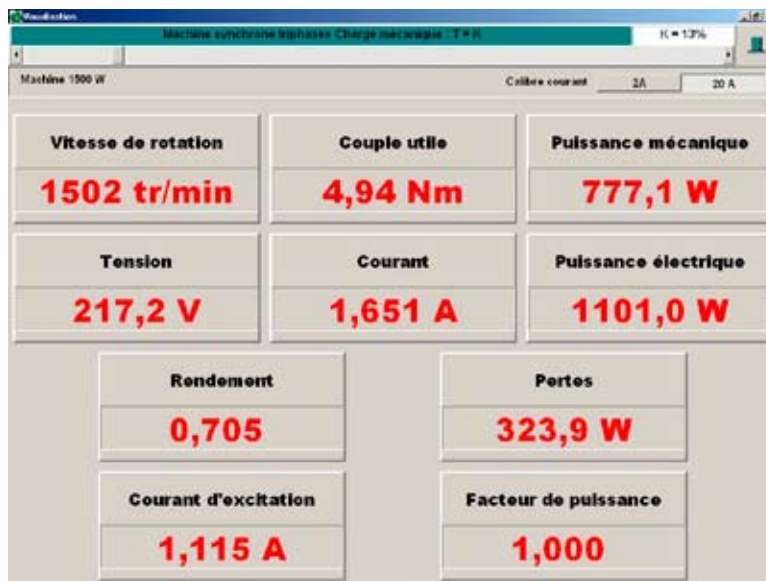 Visualisation
Machine synchrone triphasée Charge mécanique : T = K
K = 13%
Machine 1500 W
Calibre courant
2A
20 A
Vitesse de rotation
Couple utile
Puissance mécanique
1502 tr/min
4,94 Nm
777,1 W
Tension
Courant
Puissance électrique
217,2 V
1,651 A
1101,0 W
Rendement
Pertes
0,705
323,9 W
Courant d'excitation
Facteur de puissance
1,115 A
1,000